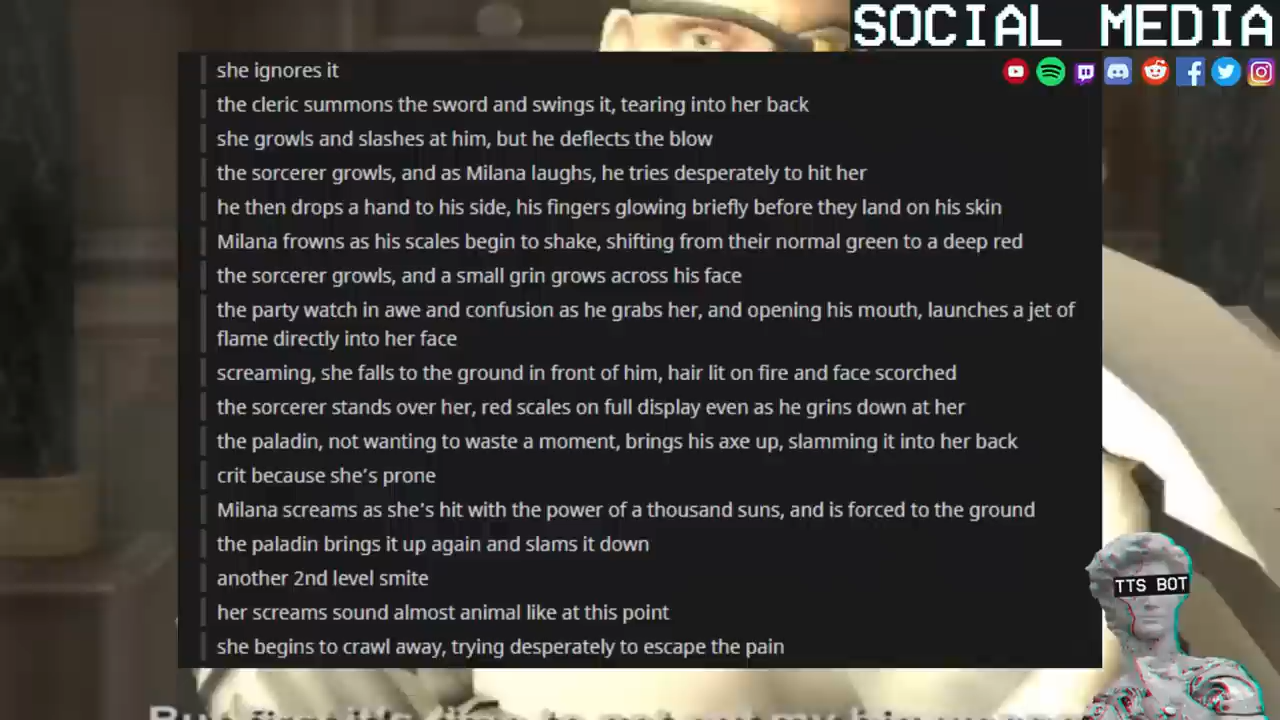 SOCIAL MEDIA
she ignores it
the cleric summons the sword and swings it, tearing into her back
she growls and slashes at him, but he deflects the blow
the sorcerer growls, and as Milana laughs, he tries desperately to hit her
he then drops a hand to his side, his fingers glowing briefly before they land on his skin
Milana frowns as his scales begin to shake, shifting from their normal green to a deep red
the sorcerer growls, and a small grin grows across his face
the party watch in awe and confusion as he grabs her, and opening his mouth, launches a jet of
flame directly into her face
screaming, she falls to the ground in front of him, hair lit on fire and face scorched
the sorcerer stands over her, red scales on full display even as he grins down at her
the paladin, not wanting to waste a moment, brings his axe up, slamming it into her back
crit because she’s prone
Milana screams as she’s hit with the power of a thousand suns, and is forced to the ground
the paladin brings it up again and slams it down
another 2nd level smite
her screams sound almost animal like at this point
she begins to crawl away, trying desperately to escape the pain
TTS BOT